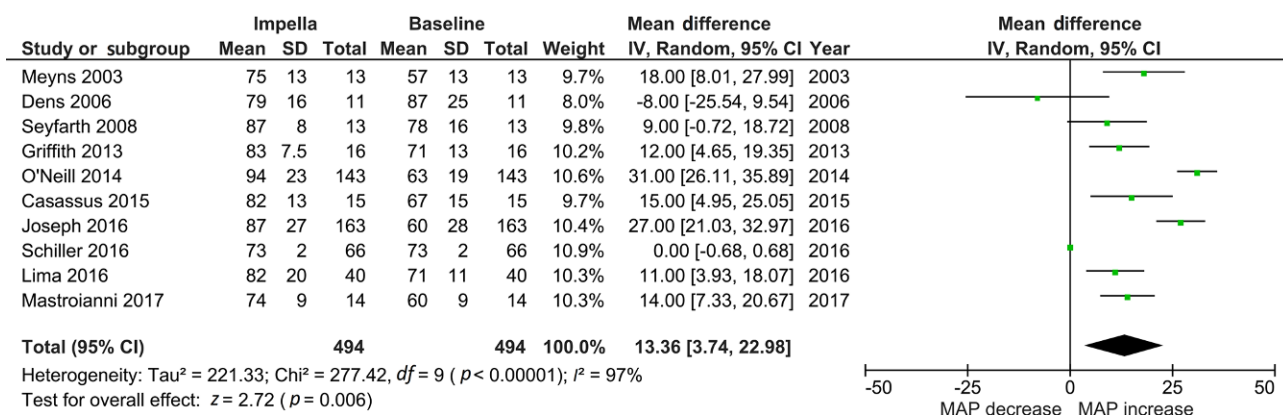 Impella Baseline Mean difference Mean difference
Study or subgroup Mean SD Total Mean SD Total Weight IV, Random, 95% CI Year IV, Random, 95% CI
Meyns 2003 75 13 13 57 13 13 9.7% 18.00 [8.01, 27.99] 2003
Dens 2006 79 16 11 87 25 11 8.0% -8.00 [-25.54, 9.54] 2006
Seyfarth 2008 87 8 13 78 16 13 9.8% 9.00 [-0.72, 18.72] 2008
Griffith 2013 83 7.5 16 71 13 16 10.2% 12.00 [4.65, 19.35] 2013
O'Neill 2014 94 23 143 63 19 143 10.6% 31.00 [26.11, 35.89] 2014
Casassus 2015 82 13 15 67 15 15 9.7% 15.00 [4.95, 25.05] 2015
Joseph 2016 87 27 163 60 28 163 10.4% 27.00 [21.03, 32.97] 2016
Schiller 2016 73 2 66 73 2 66 10.9% 0.00 [-0.68, 0.68] 2016
Lima 2016 82 20 40 71 11 40 10.3% 11.00 [3.93, 18.07] 2016
Mastroianni 2017 74 9 14 60 9 14 10.3% 14.00 [7.33, 20.67] 2017
Total (95% CI) 494 494 100.0% 13.36 [3.74, 22.98]
Heterogeneity: Tau² = 221.33; Chi² = 277.42, df = 9 ( p < 0.00001); I² = 97%
Test for overall effect: z = 2.72 ( p = 0.006)
-50 -25 0 25 50
MAP decrease MAP increase